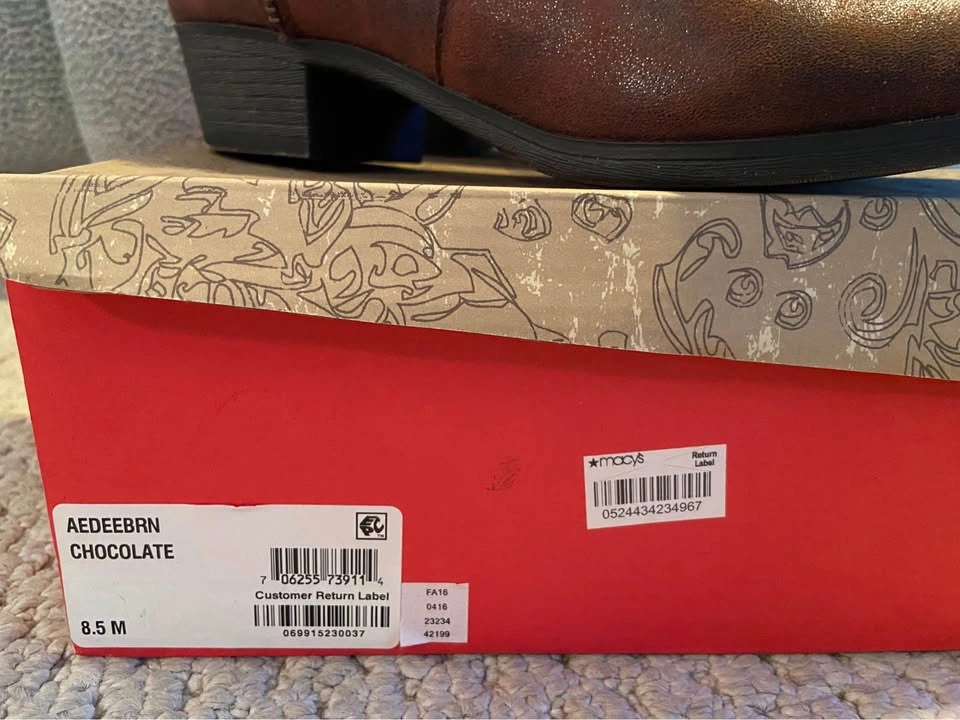 ★macy's
Return
Label
0524434234967
AEDEEBRN
CHOCOLATE
7 06255 73911 4
Customer Return Label
069915230037
8.5 M
FA16
0416
23234
42199